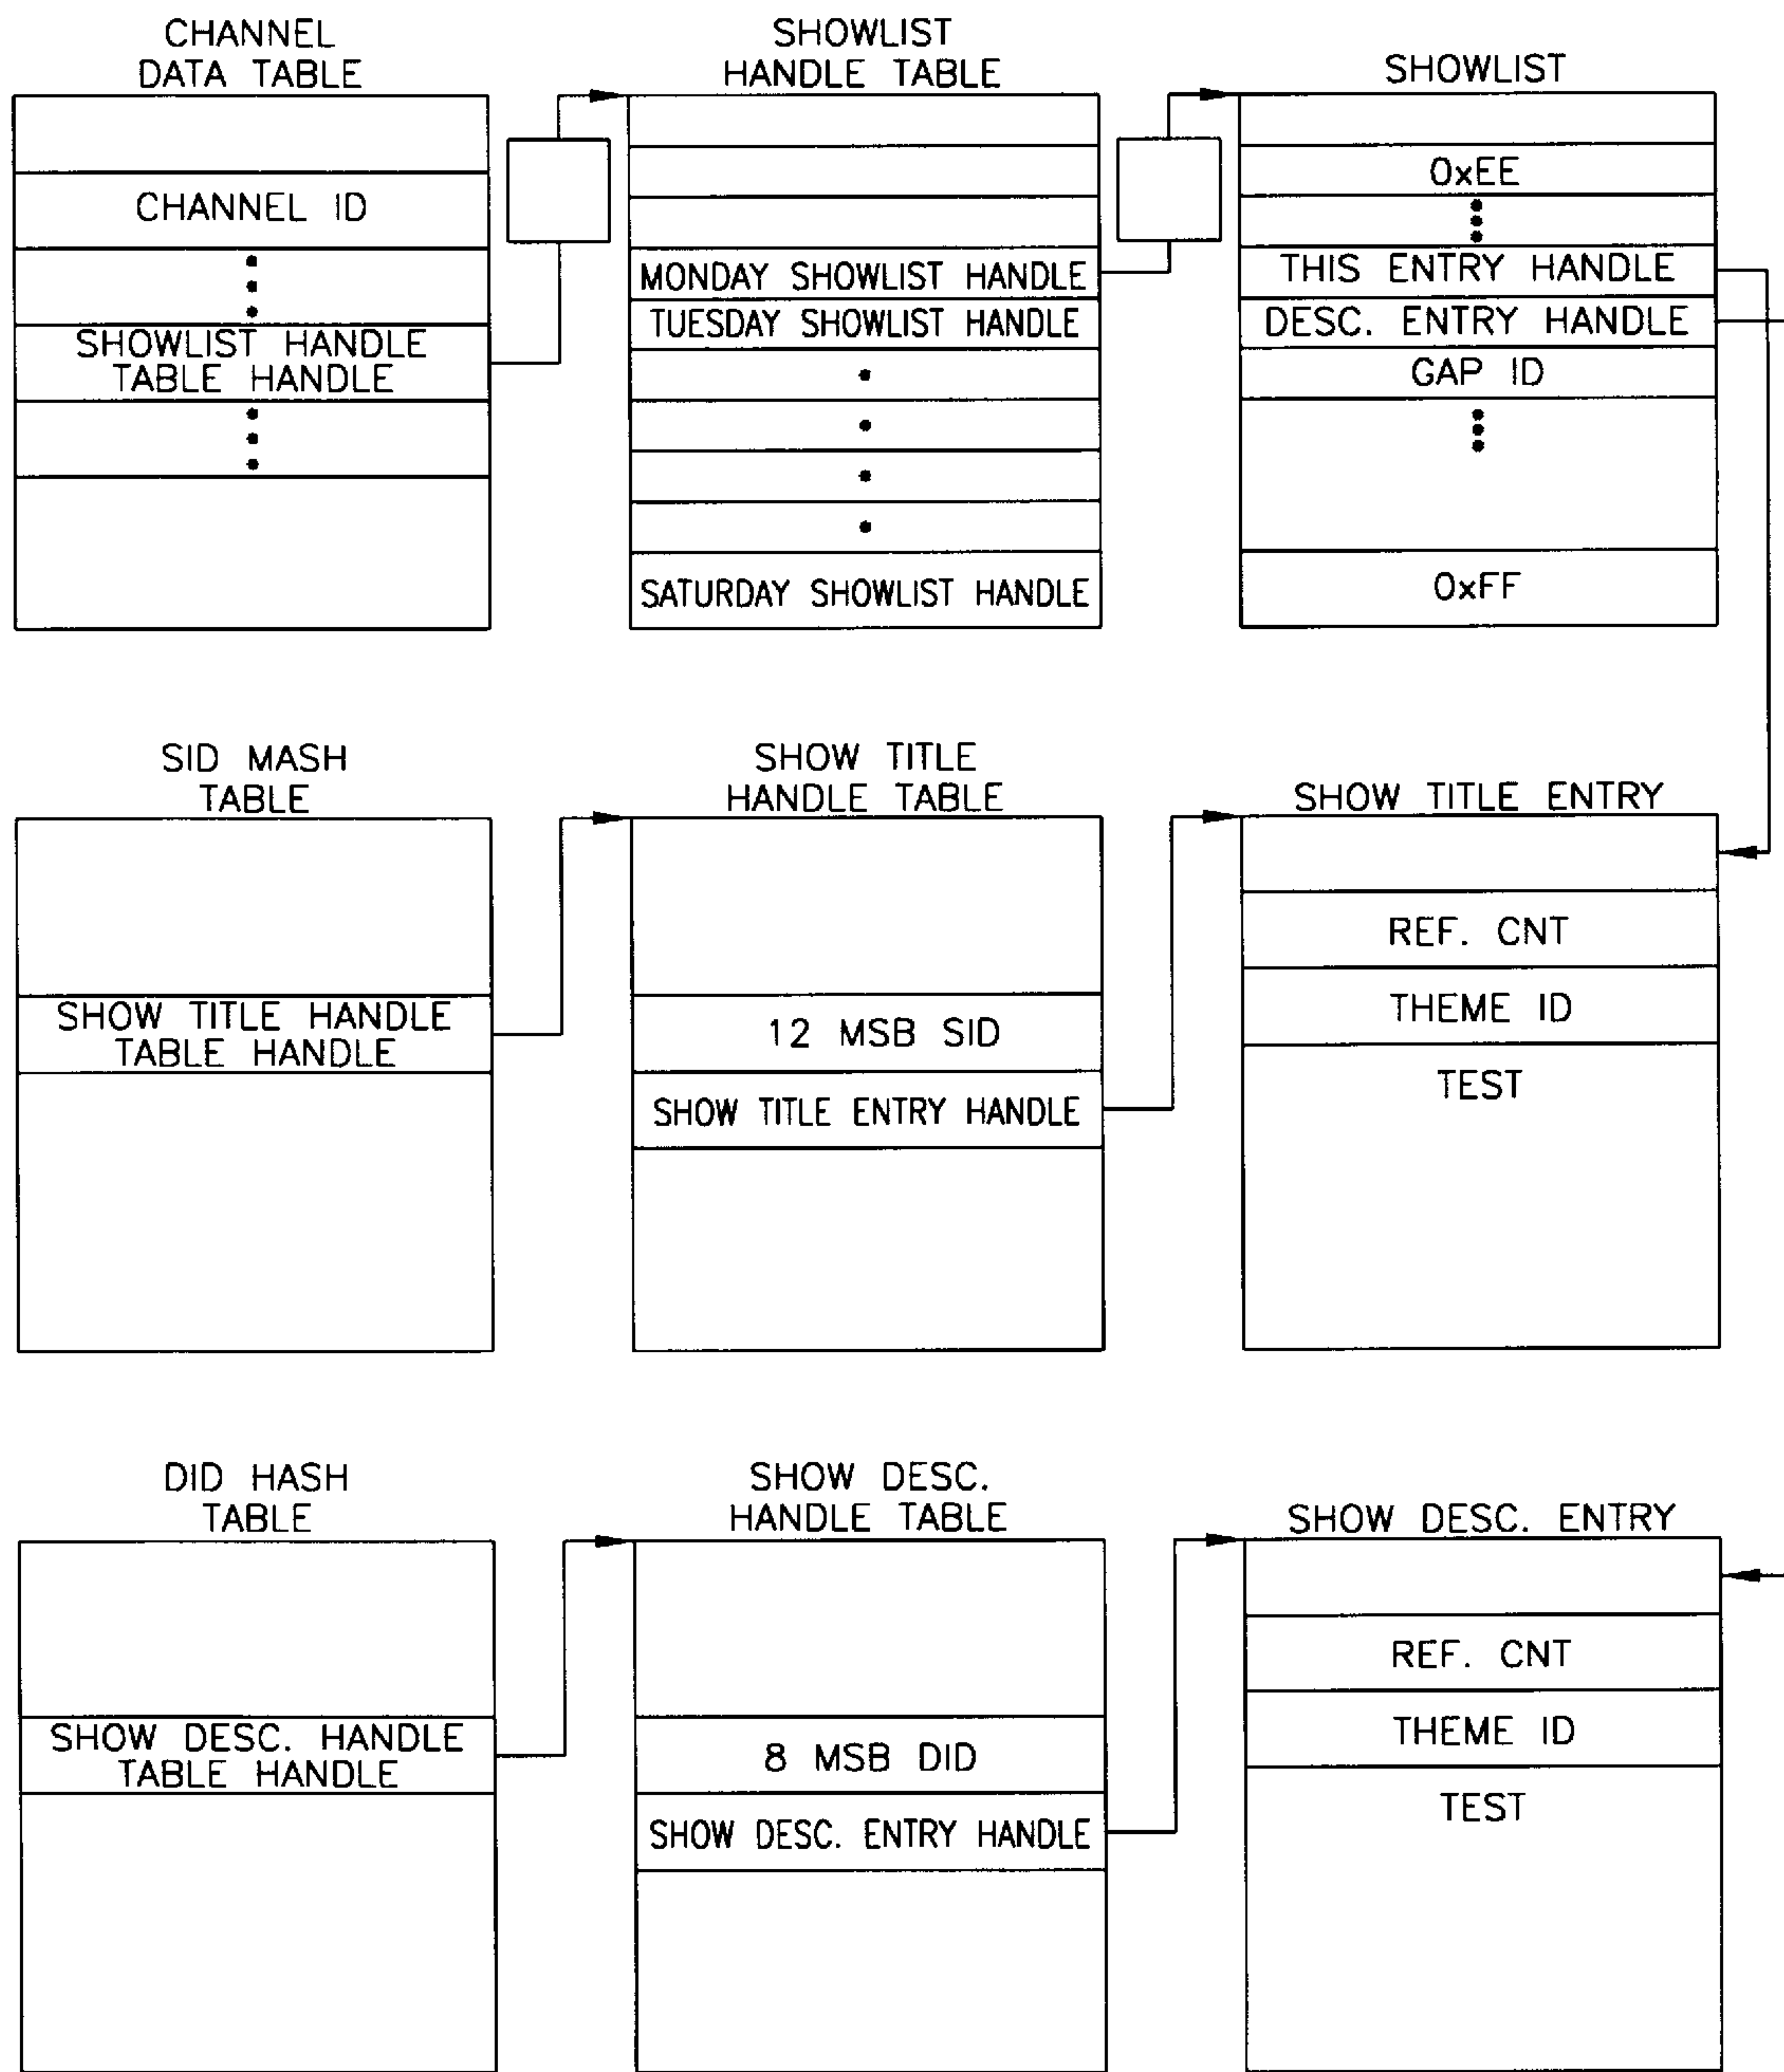 CHANNEL
DATA TABLE
CHANNEL ID
SHOWLIST HANDLE
TABLE HANDLE
SHOWLIST
HANDLE TABLE
MONDAY SHOWLIST HANDLE
TUESDAY SHOWLIST HANDLE
SATURDAY SHOWLIST HANDLE
SHOWLIST
0xEE
THIS ENTRY HANDLE
DESC. ENTRY HANDLE
GAP ID
0xFF
SID MASH
TABLE
SHOW TITLE HANDLE
TABLE HANDLE
SHOW TITLE
HANDLE TABLE
12 MSB SID
SHOW TITLE ENTRY HANDLE
SHOW TITLE ENTRY
REF. CNT
THEME ID
TEST
DID HASH
TABLE
SHOW DESC. HANDLE
TABLE HANDLE
SHOW DESC.
HANDLE TABLE
8 MSB DID
SHOW DESC. ENTRY HANDLE
SHOW DESC. ENTRY
REF. CNT
THEME ID
TEST